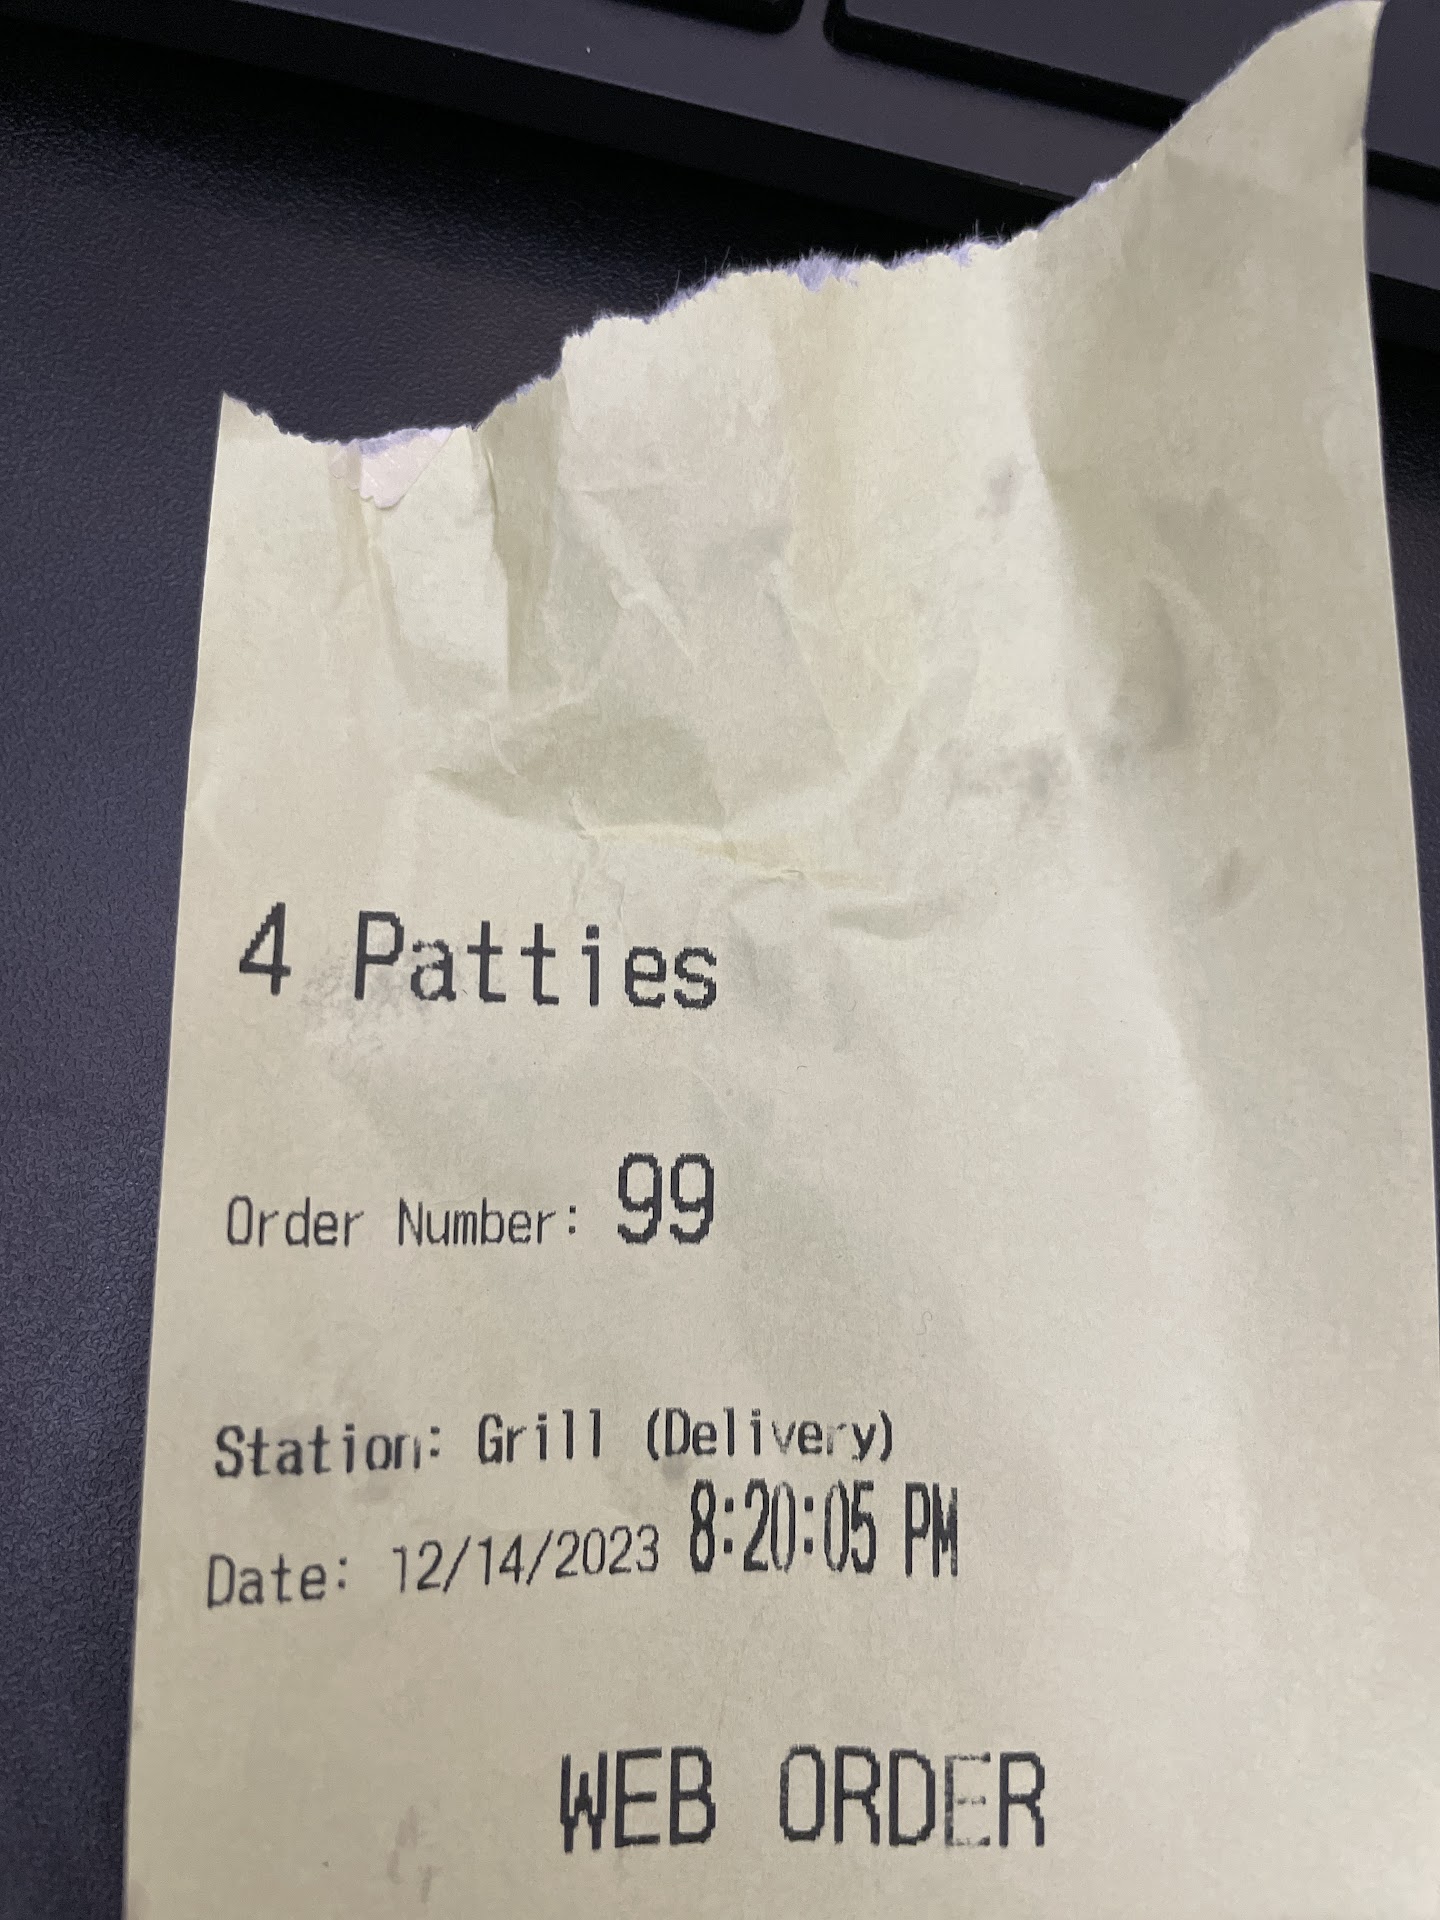 4 Patties
Order Number: 99
Station: Grill (Delivery)
Date: 12/14/2023 8:20:05 PM
WEB ORDER